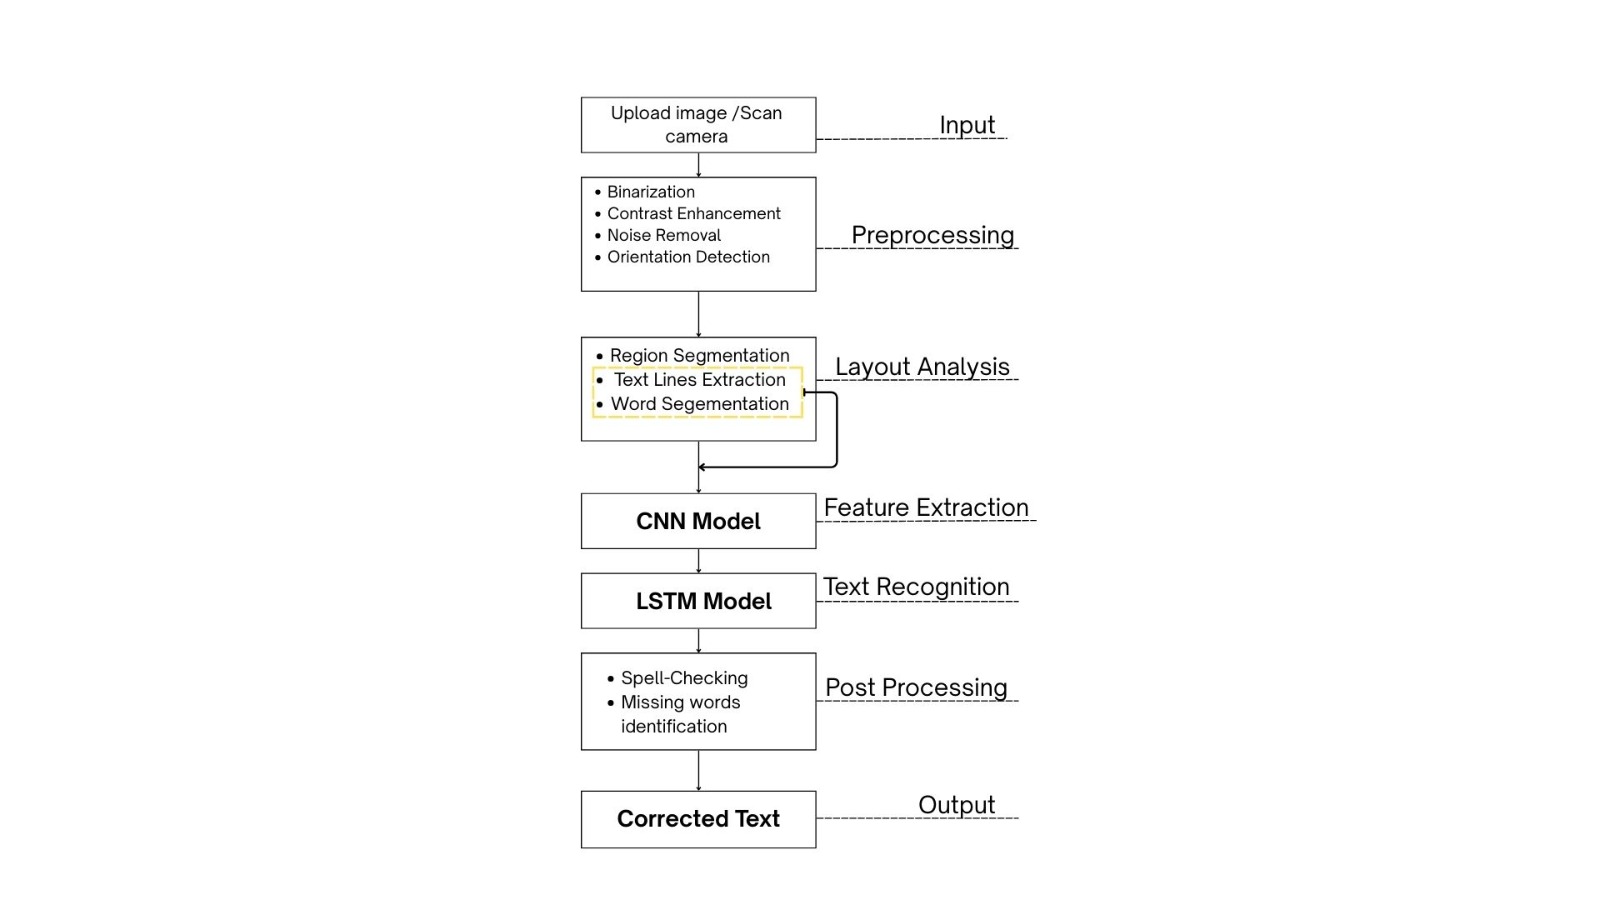 Upload image /Scan
camera
Input
• Binarization
• Contrast Enhancement
• Noise Removal
• Orientation Detection
Preprocessing
• Region Segmentation
• Text Lines Extraction
• Word Segementation
Layout Analysis
CNN Model
Feature Extraction
LSTM Model
Text Recognition
• Spell-Checking
• Missing words
identification
Post Processing
Corrected Text
Output